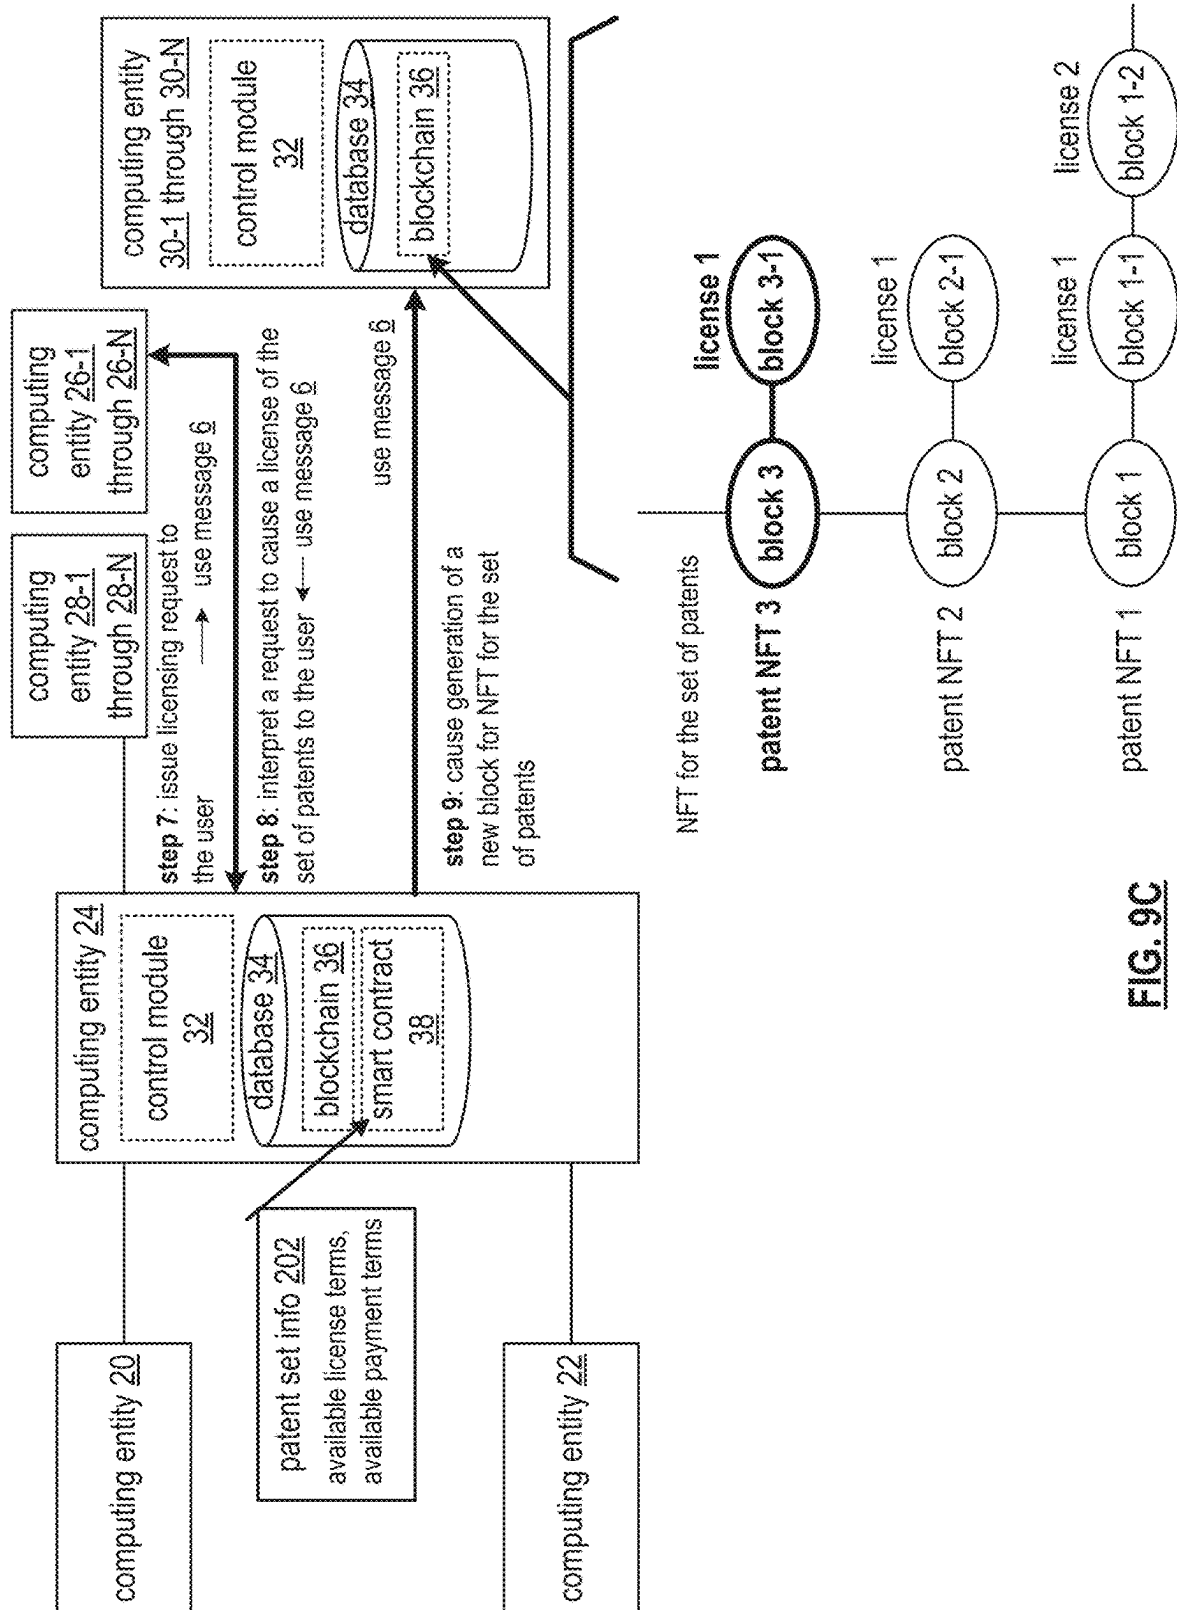 computing entity 20
computing entity 22
patent set info 202
available license terms,
available payment terms
computing entity 24
control module
32
database 34
blockchain 36
smart contract
38
computing
entity 28-1
through 28-N
computing
entity 26-1
through 26-N
step 7: issue licensing request to
the user
use message 6
step 8: interpret a request to cause a license of the
set of patents to the user
use message 6
step 9: cause generation of a
new block for NFT for the set
of patents
use message 6
computing entity
30-1 through 30-N
control module
32
database 34
blockchain 36
NFT for the set of patents
license 1
patent NFT 3
block 3
block 3-1
license 1
patent NFT 2
block 2
block 2-1
license 1
license 2
patent NFT 1
block 1
block 1-1
block 1-2
FIG. 9C